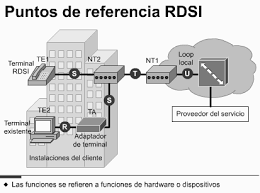 Puntos de referencia RDSI
TE1
NT2
NT1
Loop
local
Terminal
RDSI
S
T
U
S
TE2
TA
R
Terminal
existente
Adaptador
de terminal
Proveedor del servicio
Instalaciones del cliente
Las funciones se refieren a funciones de hardware o dispositivos